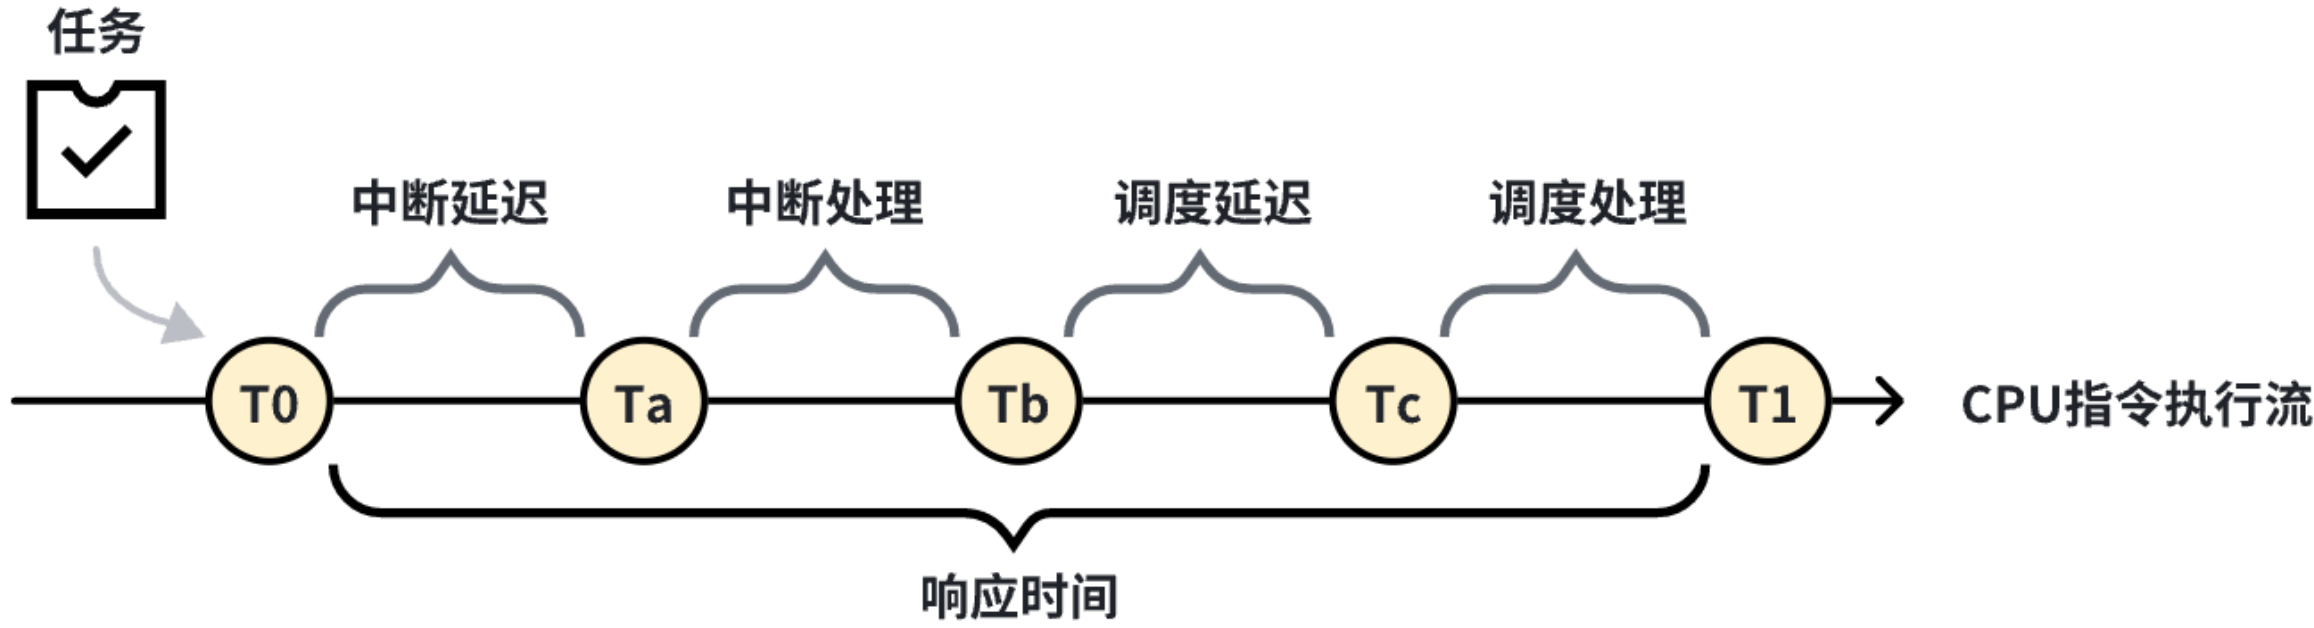 任务
中断延迟
中断处理
调度延迟
调度处理
T0
Ta
Tb
Tc
T1
CPU指令执行流
响应时间